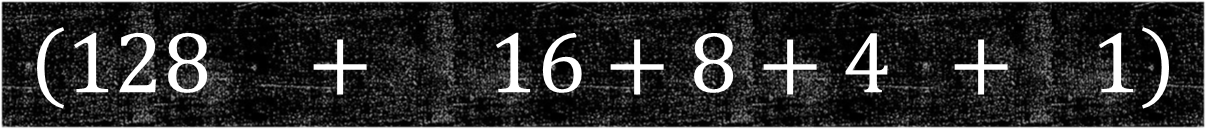 (128 + 16 + 8 + 4 + 1)